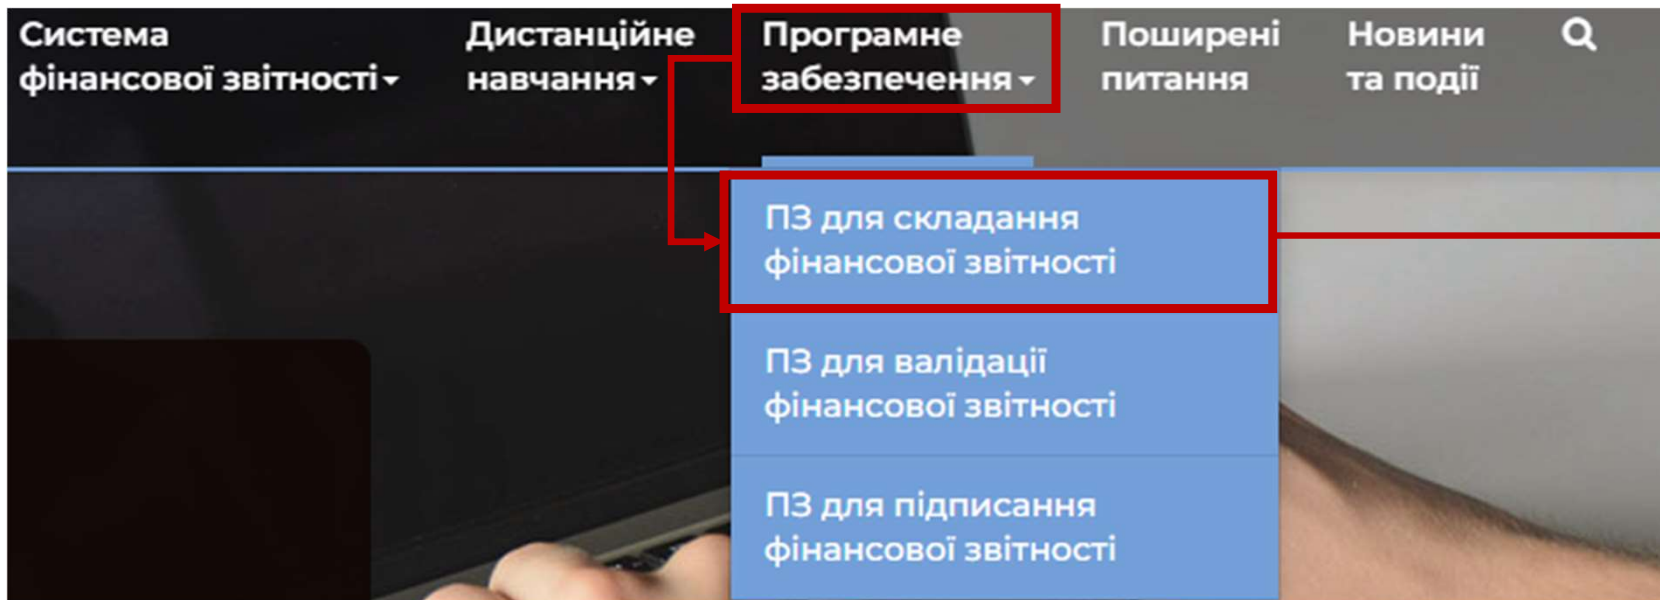 Система
фінансової звітності
Дистанційне
навчання
Програмне
забезпечення
Поширені
питання
Новини
та події
ПЗ для складання
фінансової звітності
ПЗ для валідації
фінансової звітності
ПЗ для підписання
фінансової звітності